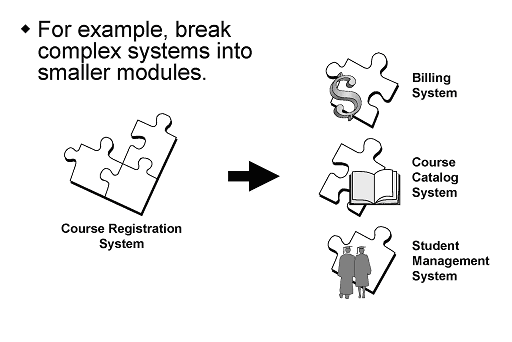 ◆ For example, break
complex systems into
smaller modules.
Billing
System
Course
Catalog
System
Course Registration
System
Student
Management
System